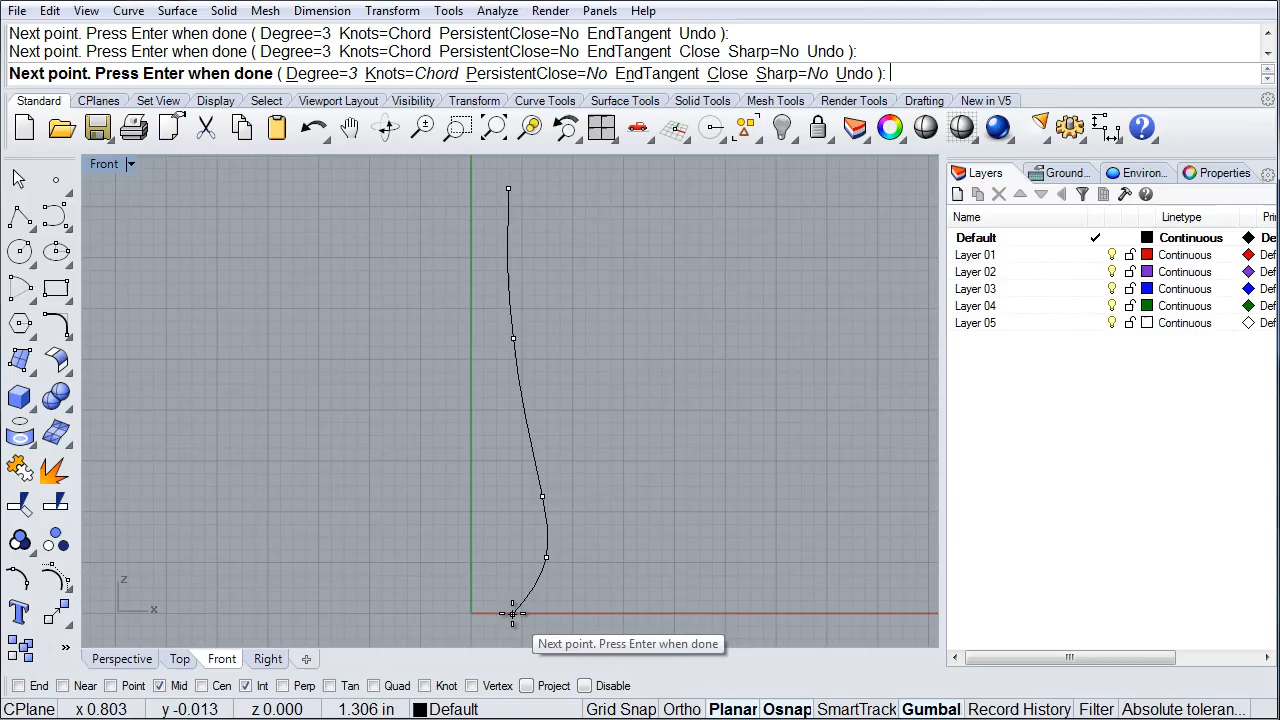 File Edit View Curve Surface Solid Mesh Dimension Transform Tools Analyze Render Panels Help
Next point. Press Enter when done ( Degree=3 Knots=Chord PersistentClose=No EndTangent Undo ):
Next point. Press Enter when done ( Degree=3 Knots=Chord PersistentClose=No EndTangent Close Sharp=No Undo ):
Next point. Press Enter when done ( Degree=3 Knots=Chord PersistentClose=No EndTangent Close Sharp=No Undo ):
Standard CPlanes Set View Display Select Viewport Layout Visibility Transform Curve Tools Surface Tools Solid Tools Mesh Tools Render Tools Drafting New in V5
Front
Layers Ground... Environ... Properties
Name Linetype Pri
Default Continuous De
Layer 01 Continuous Def
Layer 02 Continuous Def
Layer 03 Continuous Def
Layer 04 Continuous Def
Layer 05 Continuous Def
z
x
Next point. Press Enter when done
Perspective Top Front Right
End Near Point Mid Cen Int Perp Tan Quad Knot Vertex Project Disable
CPlane x 0.803 y -0.013 z 0.000 1.306 in Default Grid Snap Ortho Planar Osnap SmartTrack Gumbal Record History Filter Absolute toleran...